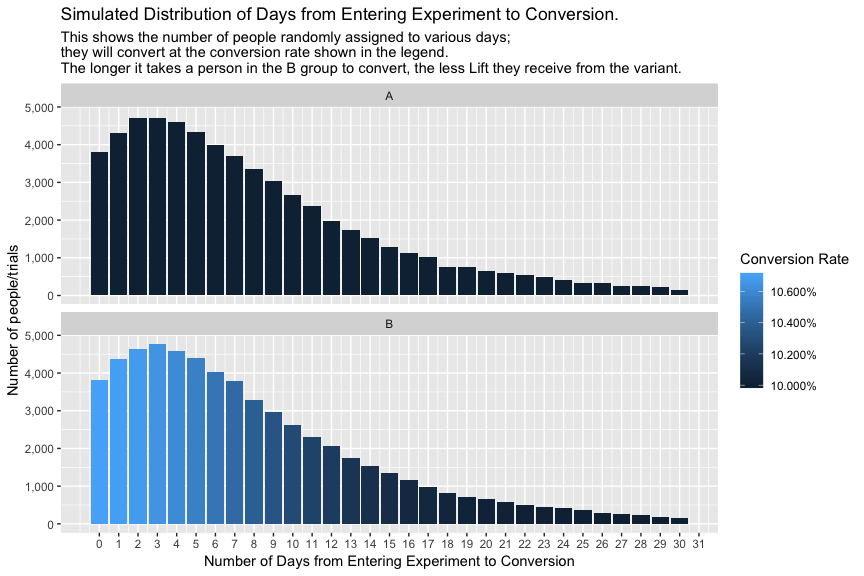 Simulated Distribution of Days from Entering Experiment to Conversion.
This shows the number of people randomly assigned to various days;
they will convert at the conversion rate shown in the legend.
The longer it takes a person in the B group to convert, the less Lift they receive from the variant.
A
5,000
4,000
3,000
2,000
1,000
0
B
5,000
4,000
3,000
2,000
1,000
0
Number of people/trials
0 1 2 3 4 5 6 7 8 9 10 11 12 13 14 15 16 17 18 19 20 21 22 23 24 25 26 27 28 29 30 31
Number of Days from Entering Experiment to Conversion
Conversion Rate
10.600%
10.400%
10.200%
10.000%